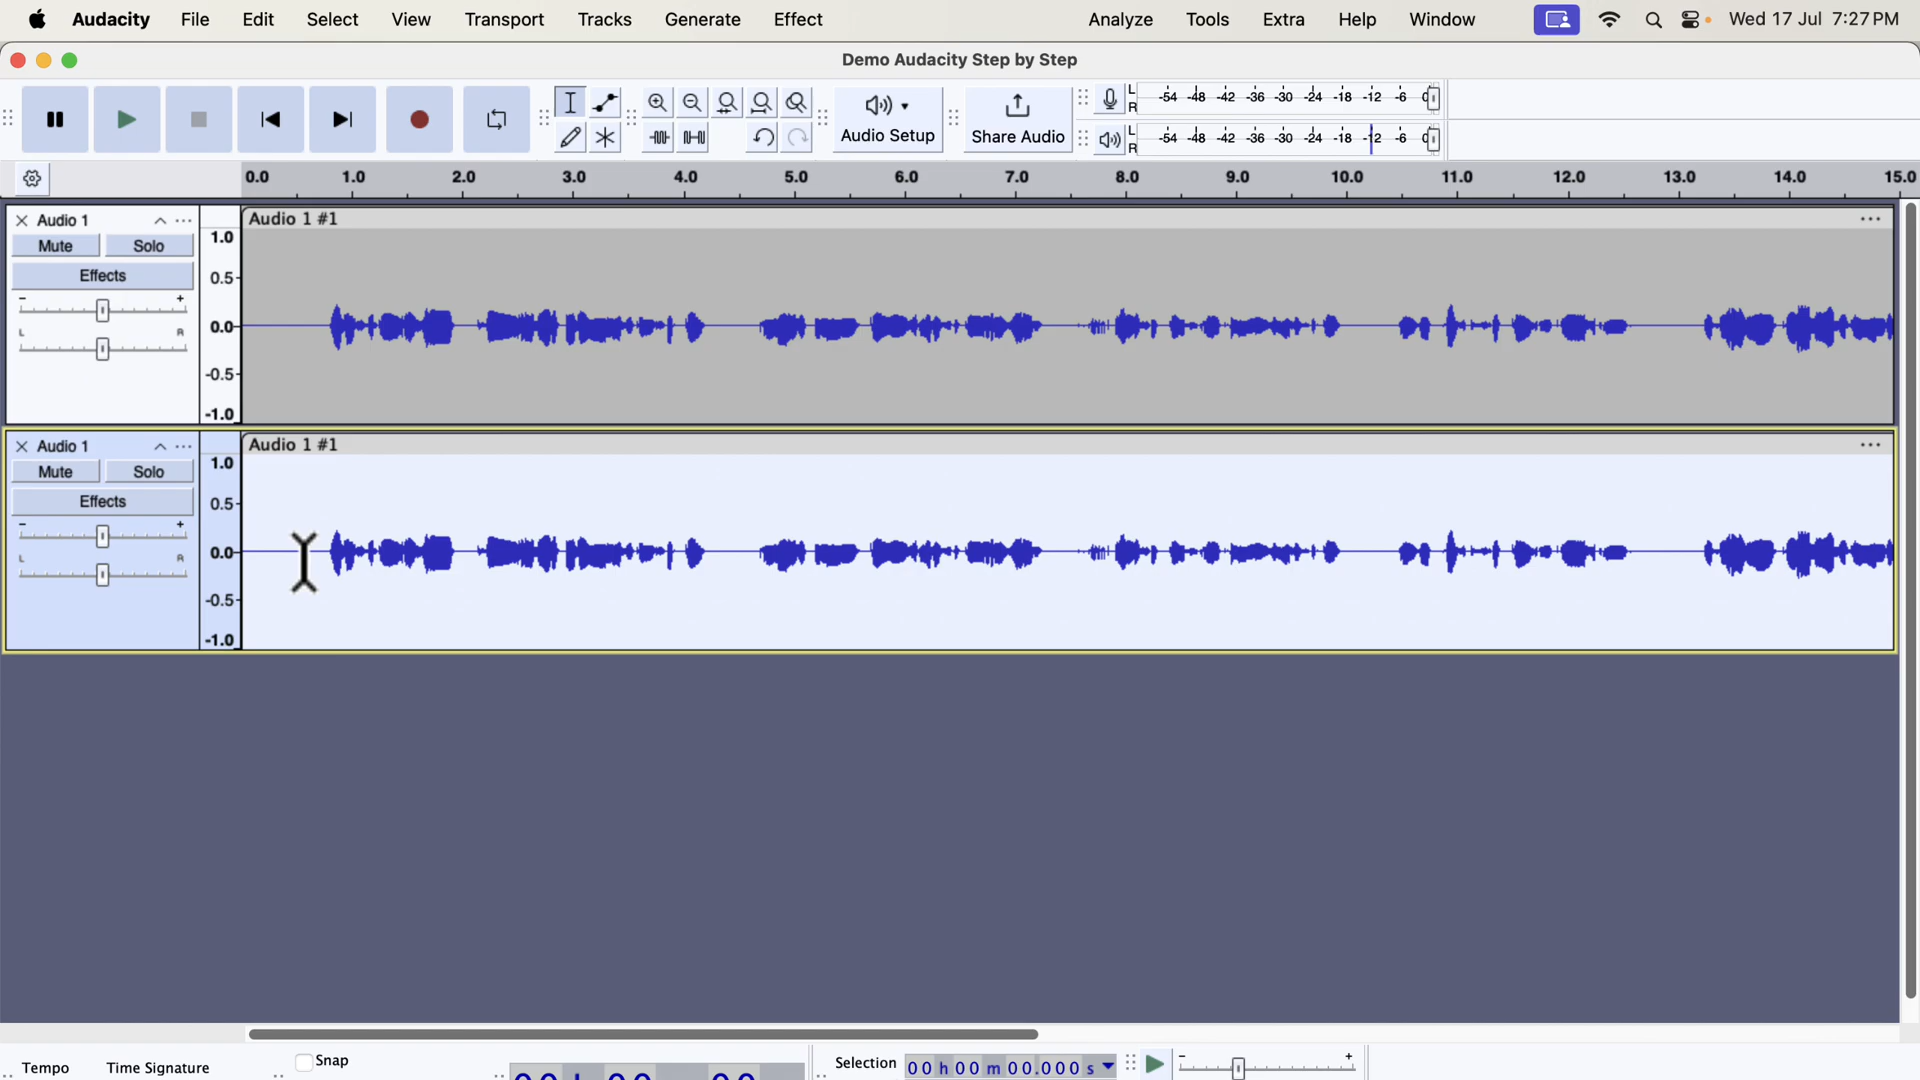 Audacity File Edit Select View Transport Tracks Generate Effect Analyze Tools Extra Help Window Wed 17 Jul 7:27 PM
Demo Audacity Step by Step
L -54 -48 -42 -36 -30 -24 -18 -12 -6 0
R
Audio Setup
Share Audio
L -54 -48 -42 -36 -30 -24 -18 -12 -6 0
R
0.0 1.0 2.0 3.0 4.0 5.0 6.0 7.0 8.0 9.0 10.0 11.0 12.0 13.0 14.0 15.0
Audio 1
Audio 1 #1
Mute Solo
Effects
- +
L R
1.0
0.5
0.0
-0.5
-1.0
Audio 1
Audio 1 #1
Mute Solo
Effects
- +
L R
1.0
0.5
0.0
-0.5
-1.0
Tempo
Time Signature
Snap
Selection
00 h 00 m 00.000 s
- +